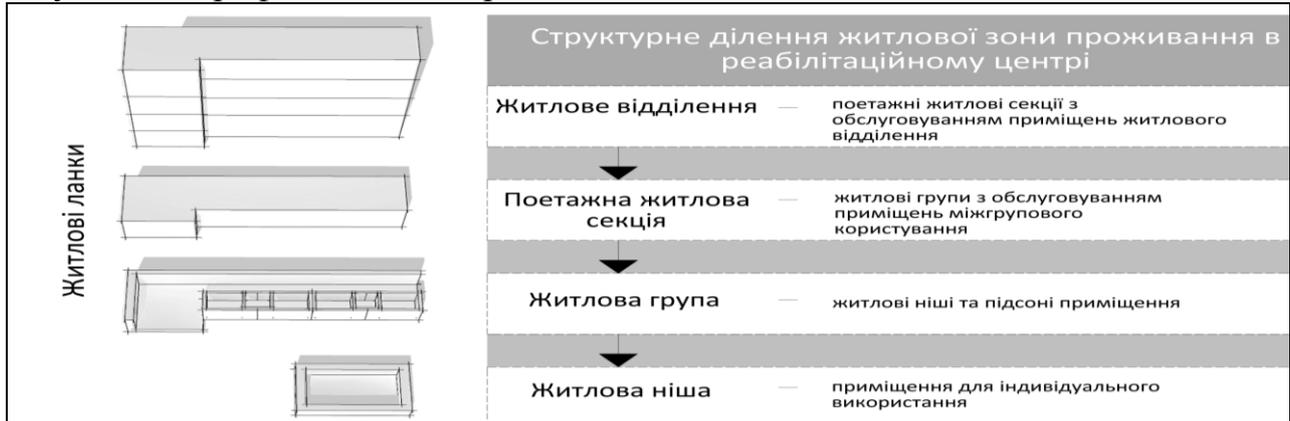 Житлові ланки
Структурне ділення житлової зони проживання в
реабілітаційному центрі
Житлове відділення — поетажні житлові секції з
обслуговуванням приміщень житлового
відділення
Поетажна житлова
секція
— житлові групи з обслуговуванням
приміщень міжгрупового
користування
Житлова група — житлові ніші та підсоні приміщення
Житлова ніша — приміщення для індивідуального
використання